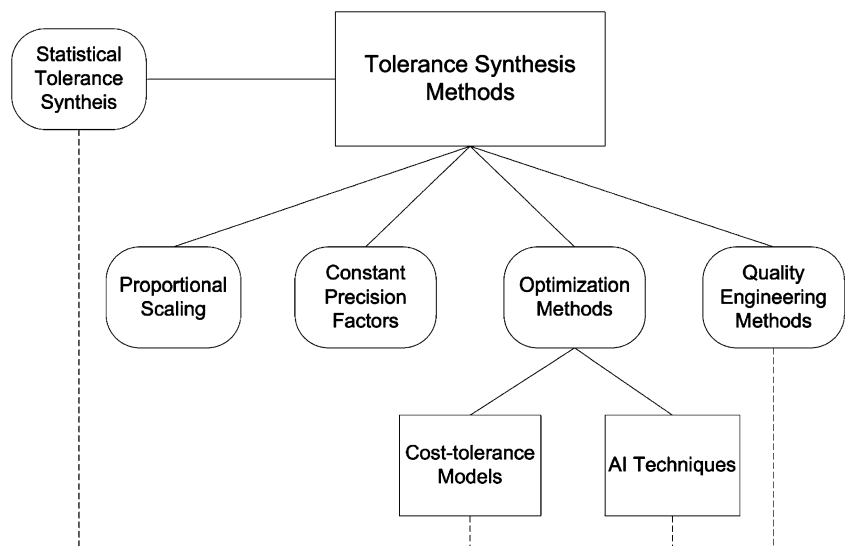 Statistical
Tolerance
Syntheis
Tolerance Synthesis
Methods
Proportional
Scaling
Constant
Precision
Factors
Optimization
Methods
Quality
Engineering
Methods
Cost-tolerance
Models
AI Techniques